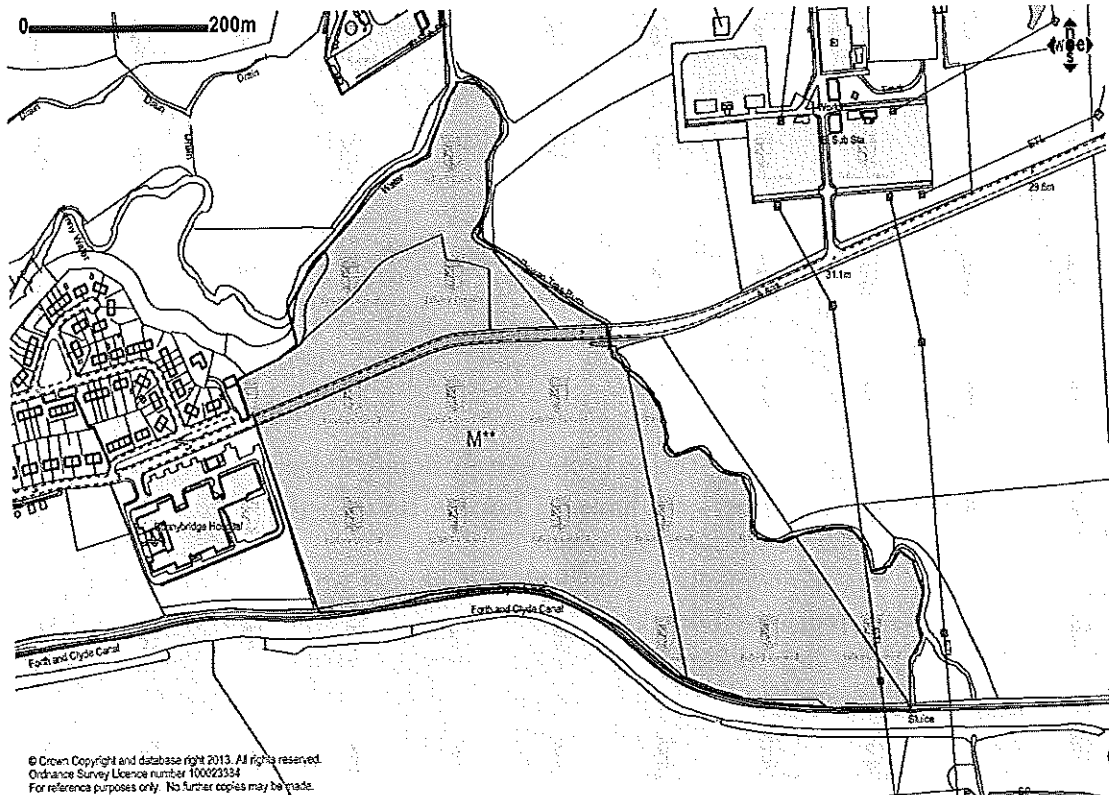 0 200m
n
w e
s
Drain
Drain
Drain
Drain
Water
Sub Sta
ETL
29.6m
31.1m
M**
Bonnybridge Hospital
Forth and Clyde Canal
Forth and Clyde Canal
Sluice
© Crown Copyright and database right 2013. All rights reserved.
Ordnance Survey Licence number 100023384
For reference purposes only. No further copies may be made.